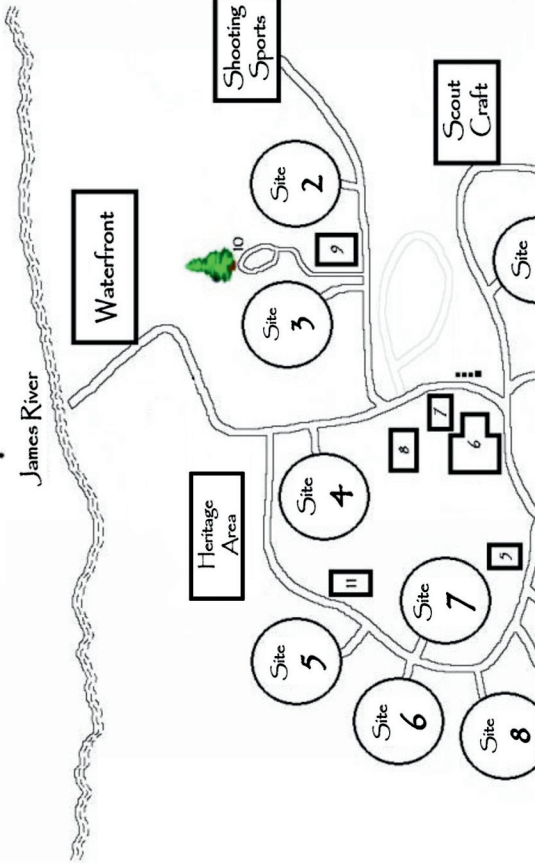 James River
Waterfront
Shooting
Sports
Scout
Craft
Site
2
9
10
Site
3
Site
7
8
6
Heritage
Area
Site
4
5
11
Site
7
Site
5
Site
6
Site
8